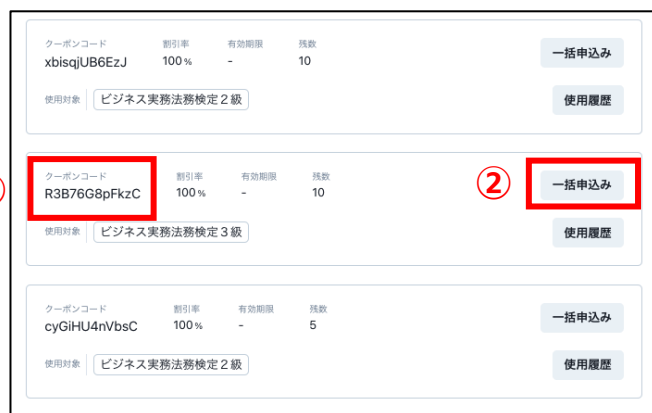 クーポンコード 割引率 有効期限 残数
xbisqjUB6EzJ 100 % - 10 一括申込み
使用対象 ビジネス実務法務検定２級 使用履歴
クーポンコード 割引率 有効期限 残数
R3B76G8pFkzC 100 % - 10 ② 一括申込み
使用対象 ビジネス実務法務検定３級 使用履歴
クーポンコード 割引率 有効期限 残数
cyGiHU4nVbsC 100 % - 5 一括申込み
使用対象 ビジネス実務法務検定２級 使用履歴